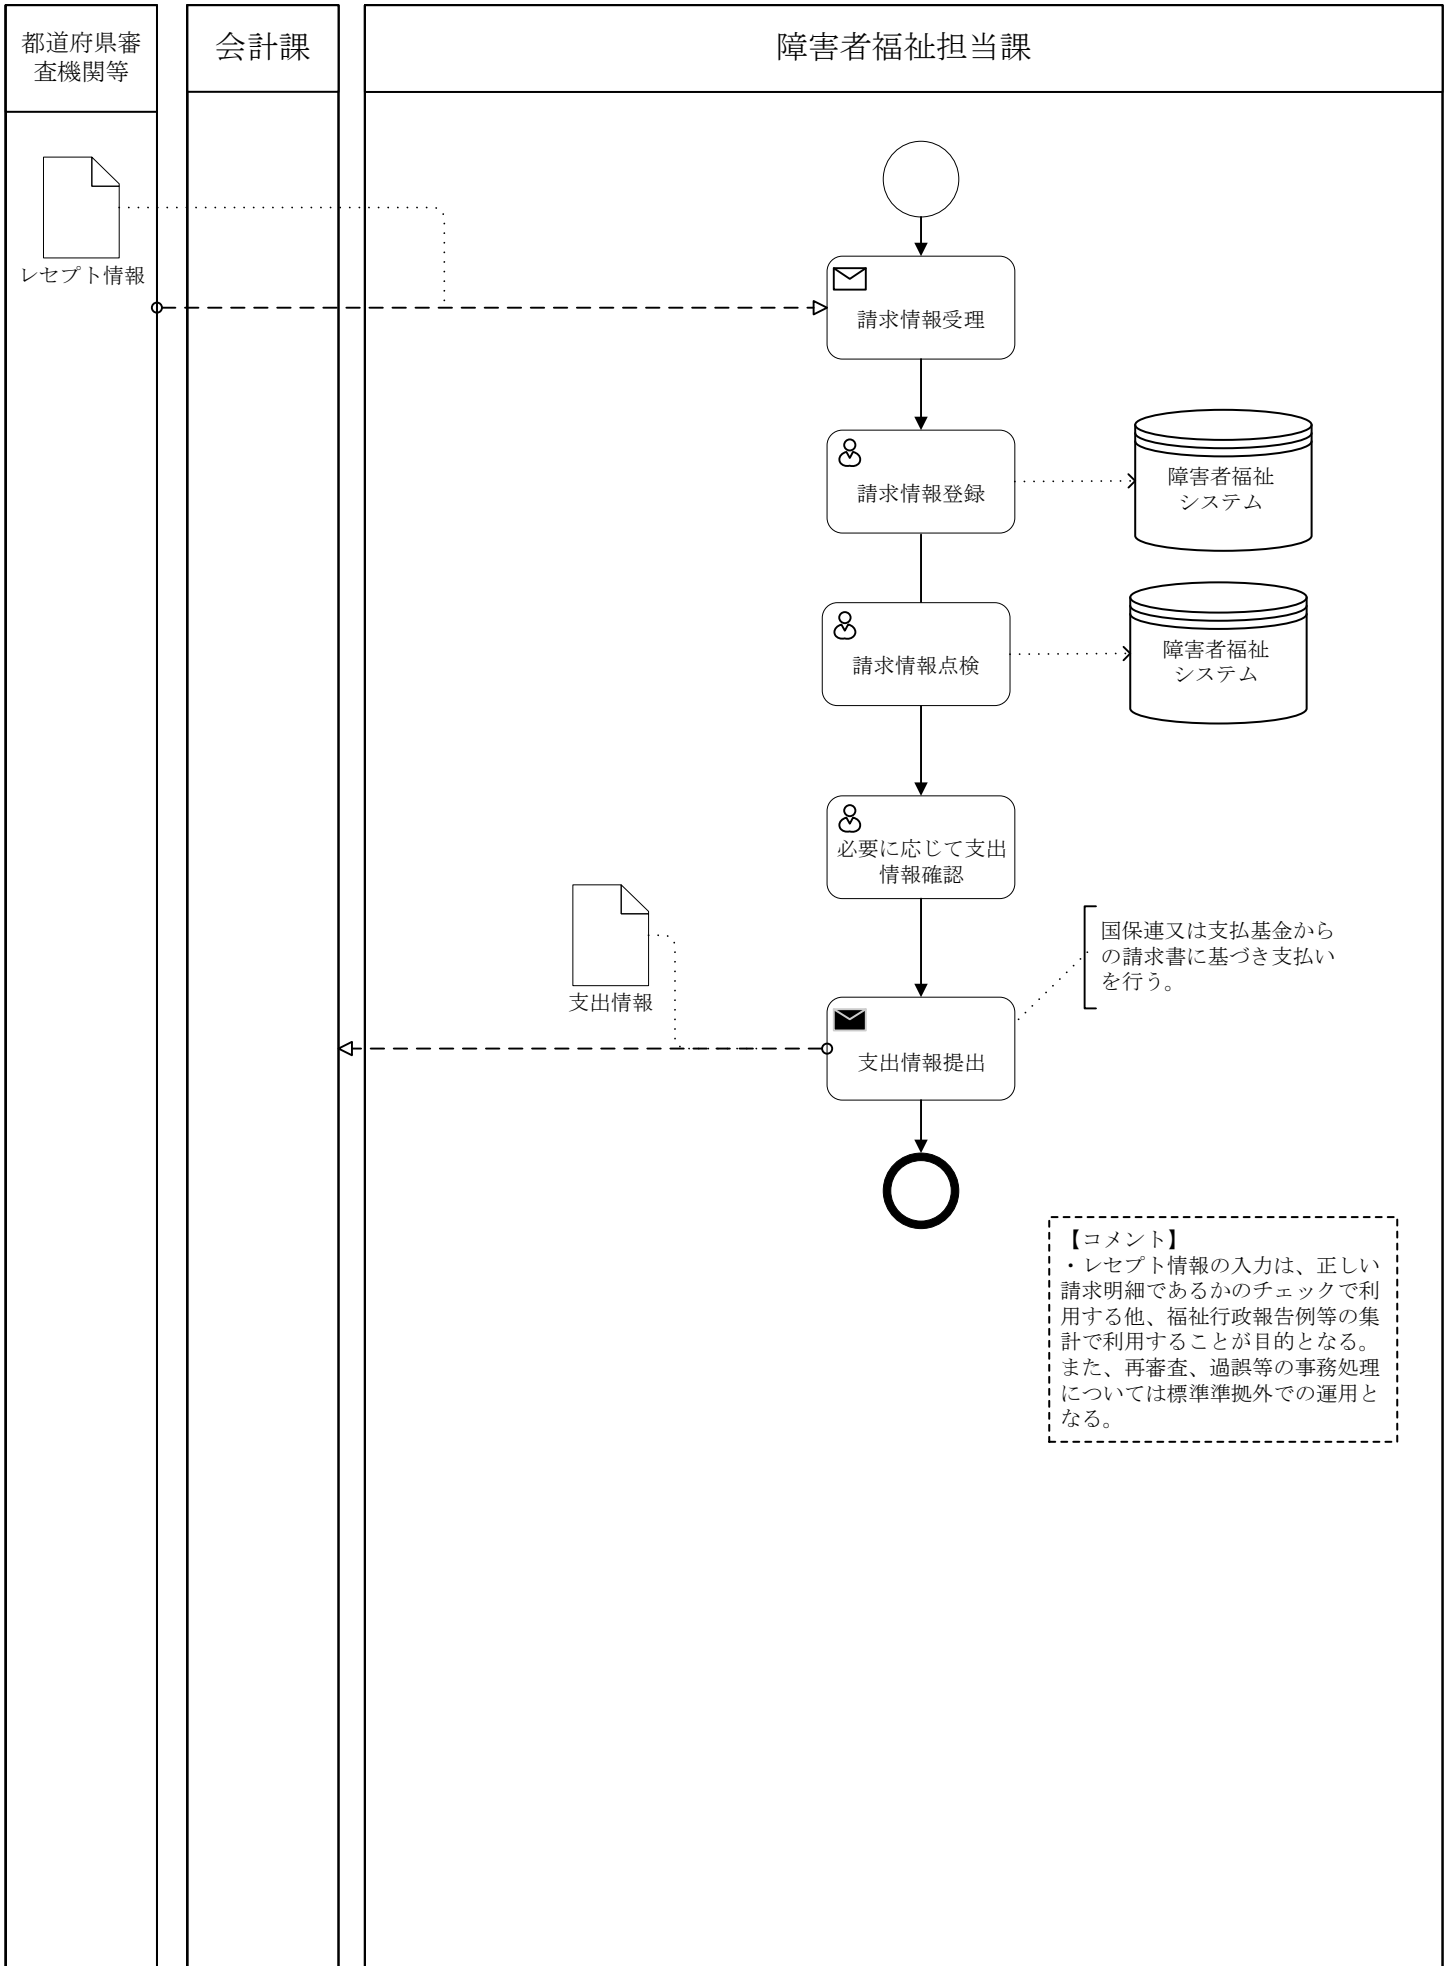 都道府県審
査機関等
会計課
障害者福祉担当課
レセプト情報
請求情報受理
請求情報登録
障害者福祉
システム
請求情報点検
障害者福祉
システム
必要に応じて支出
情報確認
支出情報
国保連又は支払基金から
の請求書に基づき支払い
を行う。
支出情報提出
【コメント】
・レセプト情報の入力は、正しい
請求明細であるかのチェックで利
用する他、福祉行政報告例等の集
計で利用することが目的となる。
また、再審査、過誤等の事務処理
については標準準拠外での運用と
なる。